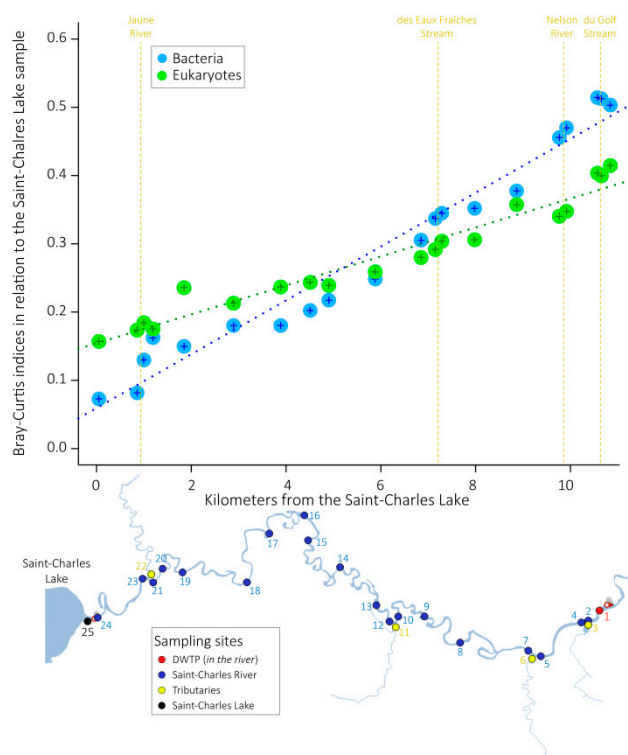 Jaune
River
des Eaux Fraîches
Stream
Nelson
River
du Golf
Stream
Bacteria
Eukaryotes
Bray-Curtis indices in relation to the Saint-Chalres Lake sample
0.6
0.5
0.4
0.3
0.2
0.1
0.0
0 2 4 6 8 10
Kilometers from the Saint-Charles Lake
Saint-Charles
Lake
25
24
23
22
21
20
19
18
17
16
15
14
13
12
11
10
9
8
7
6
5
4
2
3
1
Sampling sites
DWTP (in the river)
Saint-Charles River
Tributaries
Saint-Charles Lake